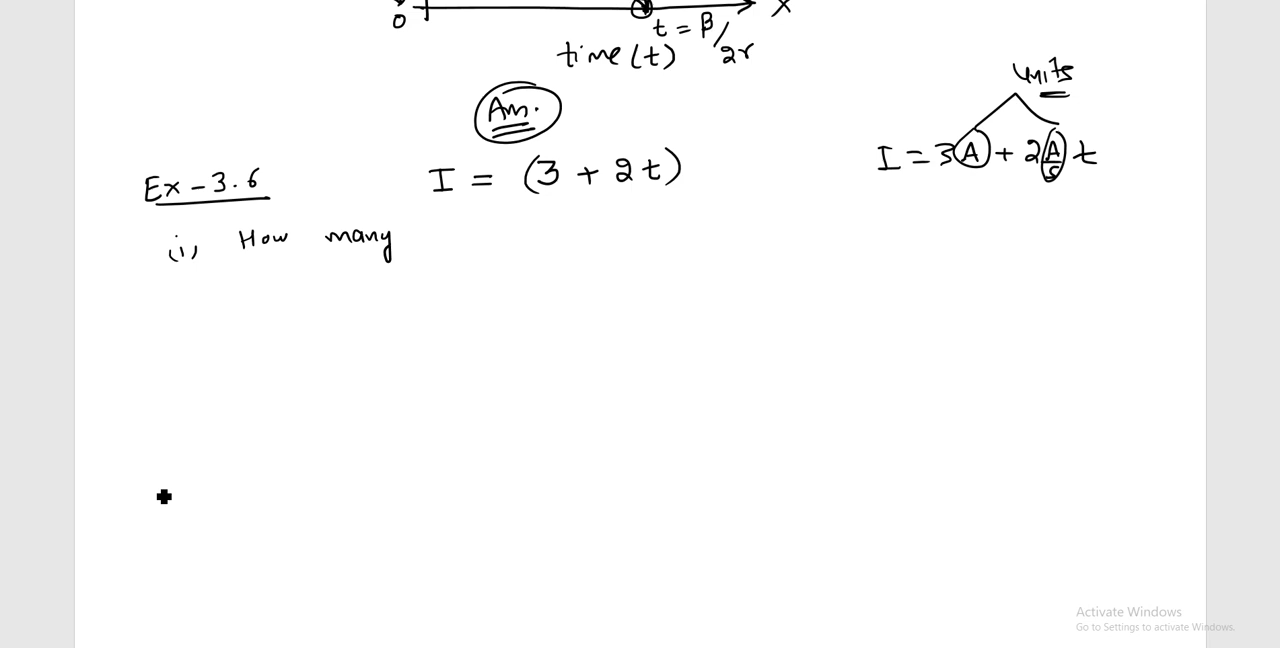 0 X
t = β/2r
time (t)
Units
Ans.
I = 3A + 2 A/s t
Ex - 3.6 I = (3 + 2t)
(i) How many
Activate Windows
Go to Settings to activate Windows.